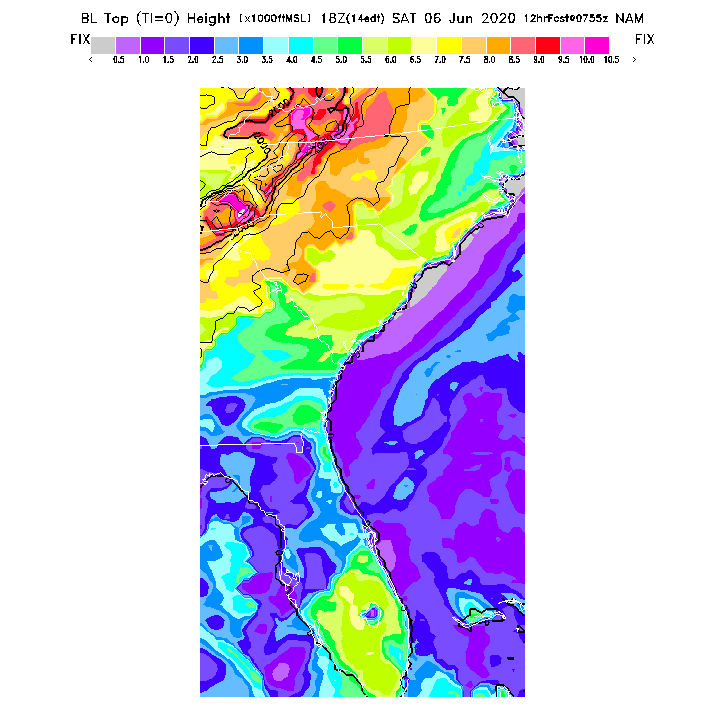 BL Top (TI=0) Height [x1000ftMSL] 18Z(14edt) SAT 06 Jun 2020 12hrFcst@0755z NAM
FIX FIX
< 0.5 1.0 1.5 2.0 2.5 3.0 3.5 4.0 4.5 5.0 5.5 6.0 6.5 7.0 7.5 8.0 8.5 9.0 9.5 10.0 10.5 >